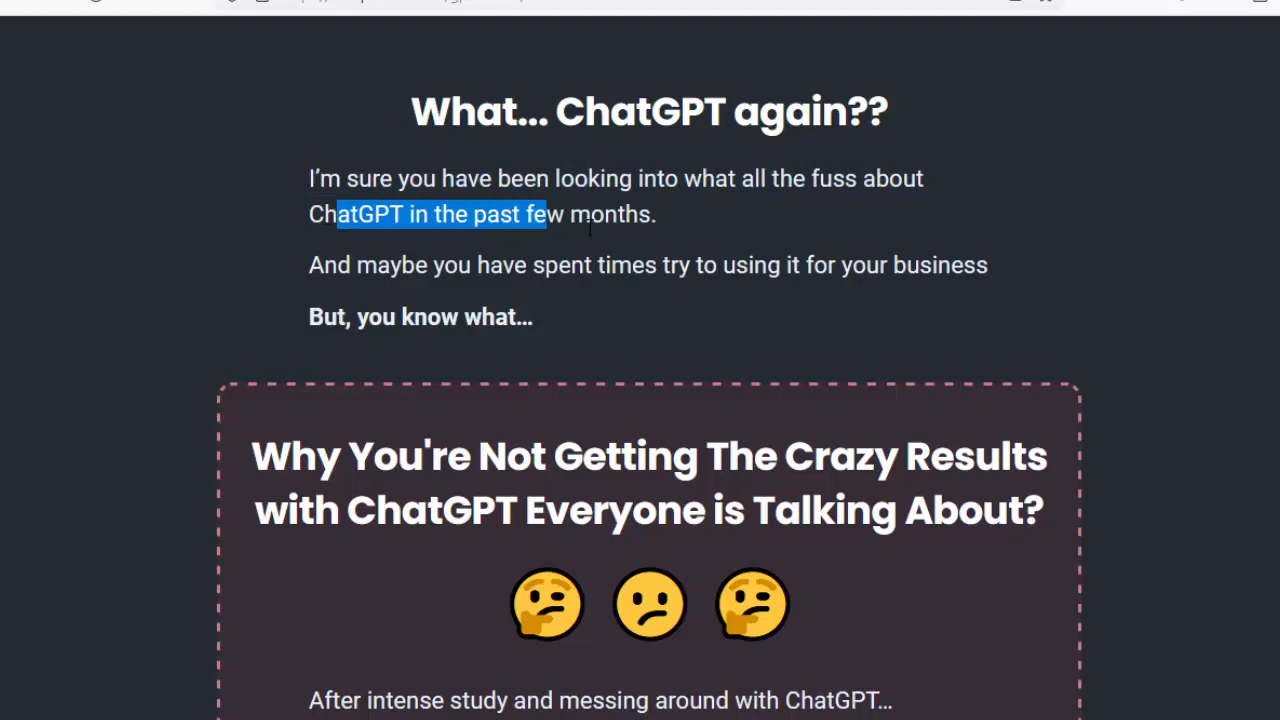 What... ChatGPT again??
I’m sure you have been looking into what all the fuss about
ChatGPT in the past few months.
And maybe you have spent times try to using it for your business
But, you know what...
Why You're Not Getting The Crazy Results
with ChatGPT Everyone is Talking About?
After intense study and messing around with ChatGPT...